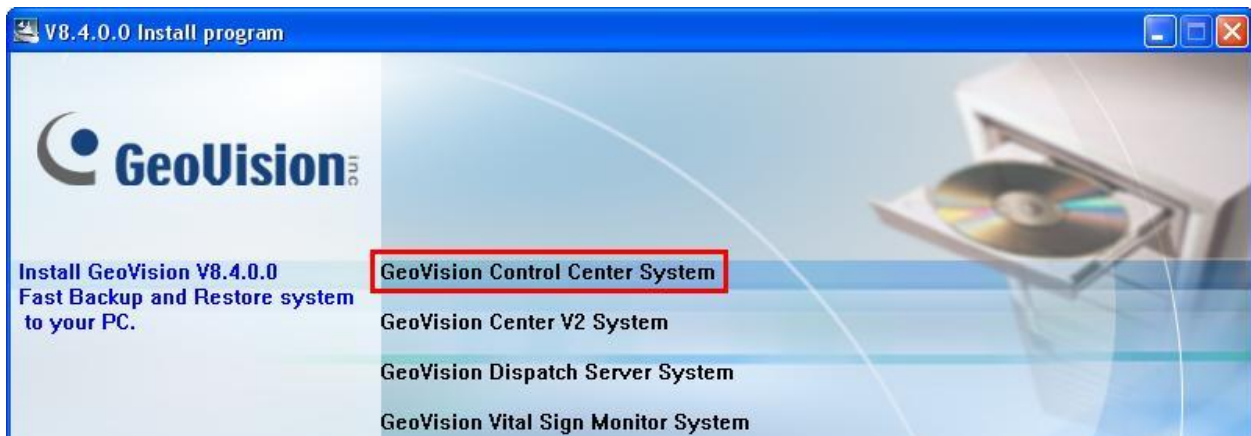 V8.4.0.0 Install program
GeoVision inc
Install GeoVision V8.4.0.0
Fast Backup and Restore system
to your PC.
GeoVision Control Center System
GeoVision Center V2 System
GeoVision Dispatch Server System
GeoVision Vital Sign Monitor System